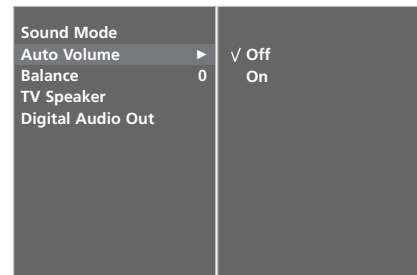 Sound Mode
Auto Volume ►
Balance 0
TV Speaker
Digital Audio Out
√ Off
On